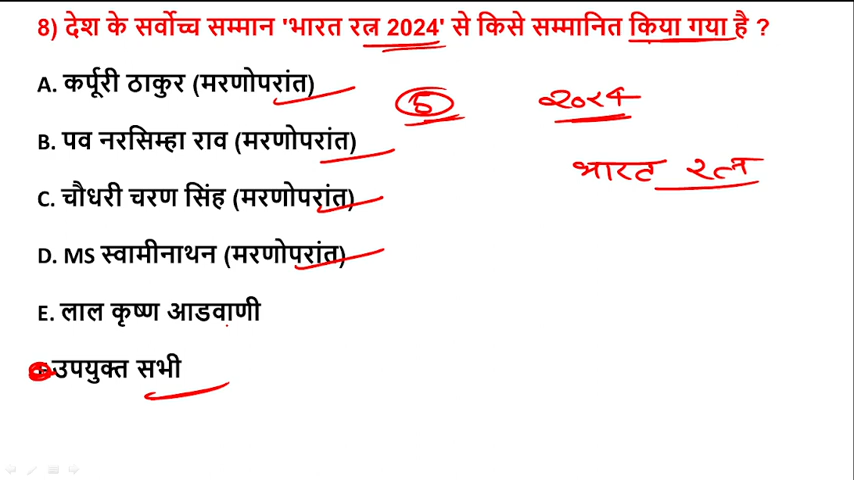 8) देश के सर्वोच्च सम्मान 'भारत रत्न 2024' से किसे सम्मानित किया गया है ?
A. कर्पूरी ठाकुर (मरणोपरांत)
5 २०२४
B. पव नरसिम्हा राव (मरणोपरांत)
भारत रत्न
C. चौधरी चरण सिंह (मरणोपरांत)
D. MS स्वामीनाथन (मरणोपरांत)
E. लाल कृष्ण आडवाणी
उपयुक्त सभी